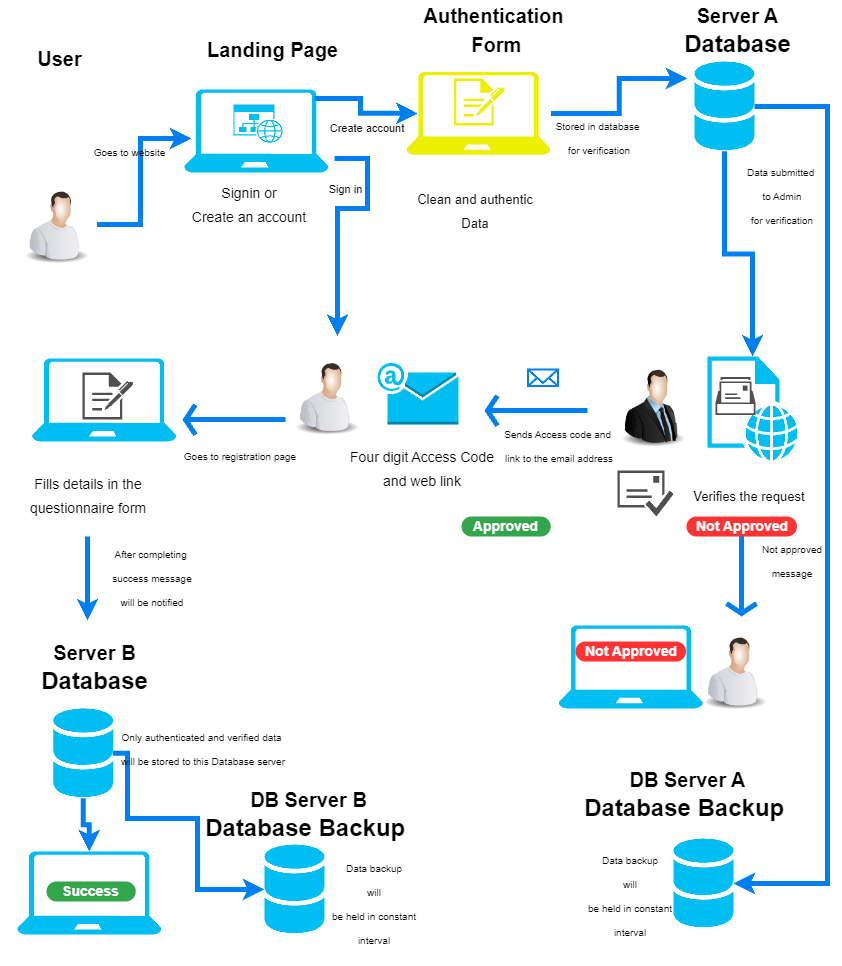 User
Landing Page
Authentication
Form
Server A
Database
Goes to website
Create account
Stored in database
for verification
Signin or
Create an account
Sign in
Clean and authentic
Data
Data submitted
to Admin
for verification
@
Goes to registration page
Four digit Access Code
and web link
Sends Access code and
link to the email address
Verifies the request
Fills details in the
questionnaire form
Approved
Not Approved
After completing
success message
will be notified
Not approved
message
Not Approved
Server B
Database
Only authenticated and verified data
will be stored to this Database server
DB Server B
Database Backup
DB Server A
Database Backup
Success
Data backup
will
be held in constant
interval
Data backup
will
be held in constant
interval